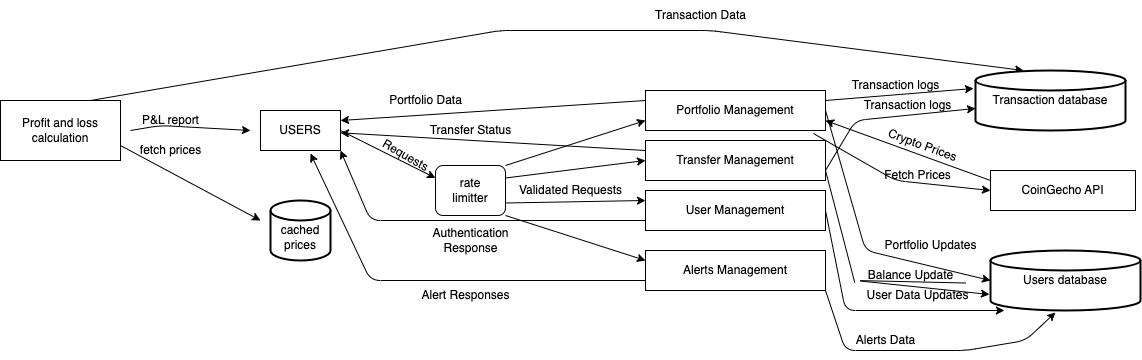 Transaction Data
Profit and loss
calculation
P&L report
fetch prices
cached
prices
USERS
Portfolio Data
Transfer Status
Requests
rate
limitter
Validated Requests
Authentication
Response
Alert Responses
Portfolio Management
Transfer Management
User Management
Alerts Management
Transaction logs
Transaction logs
Transaction database
Crypto Prices
Fetch Prices
CoinGecho API
Portfolio Updates
Balance Update
User Data Updates
Users database
Alerts Data